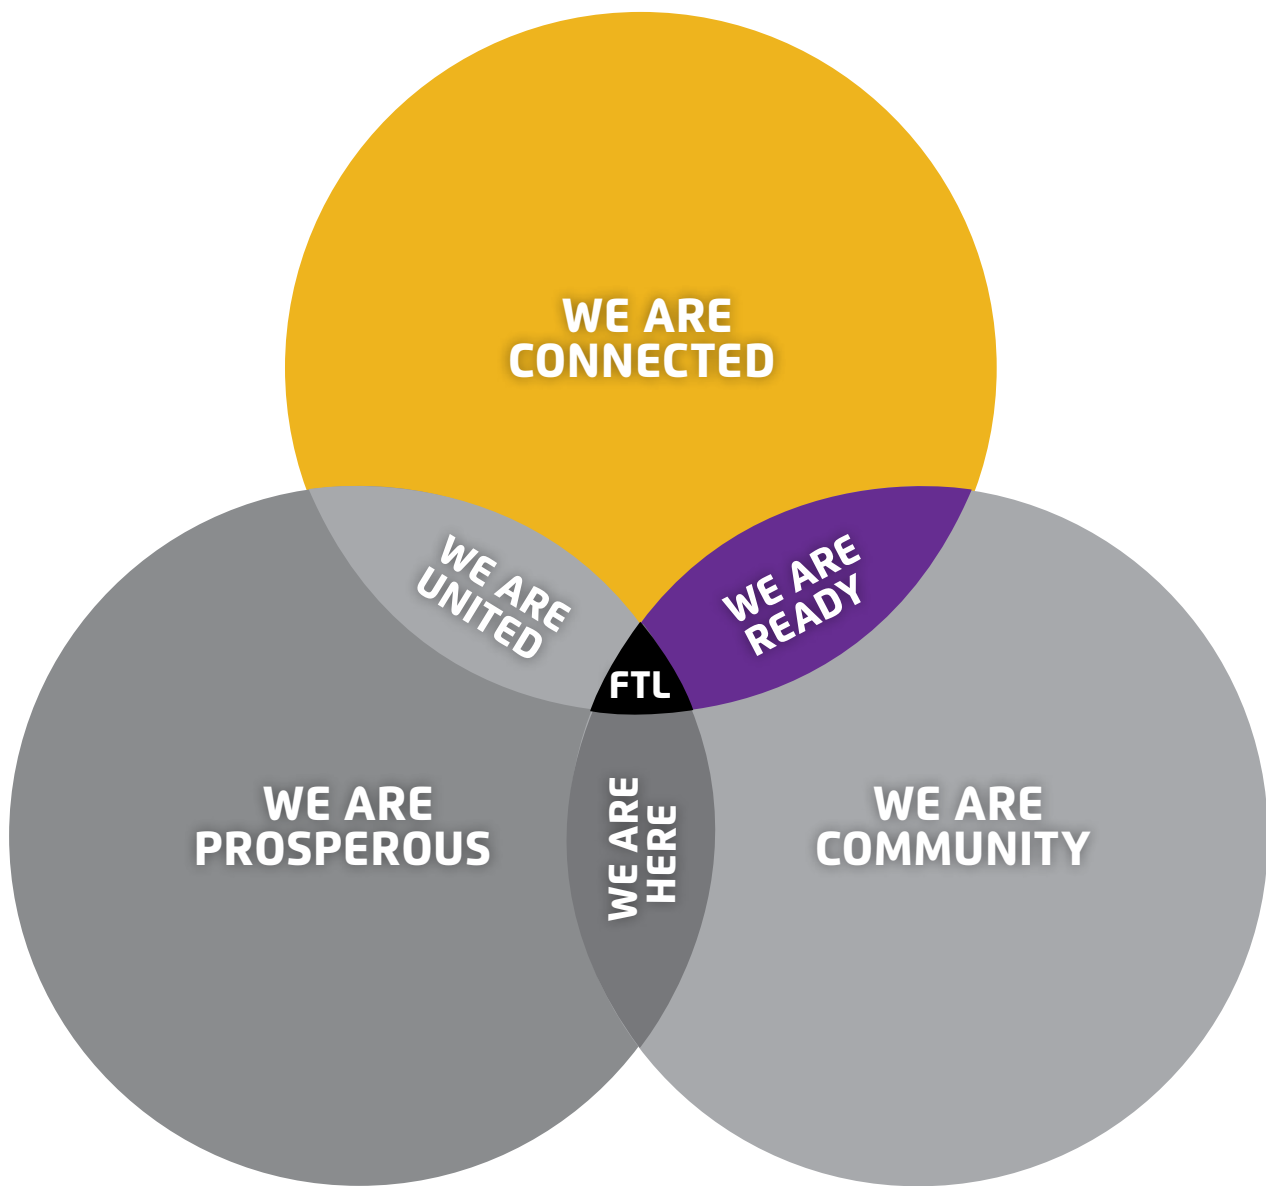 WE ARE
CONNECTED
WE ARE
UNITED
WE ARE
READY
FTL
WE ARE
PROSPEROUS
WE ARE
HERE
WE ARE
COMMUNITY